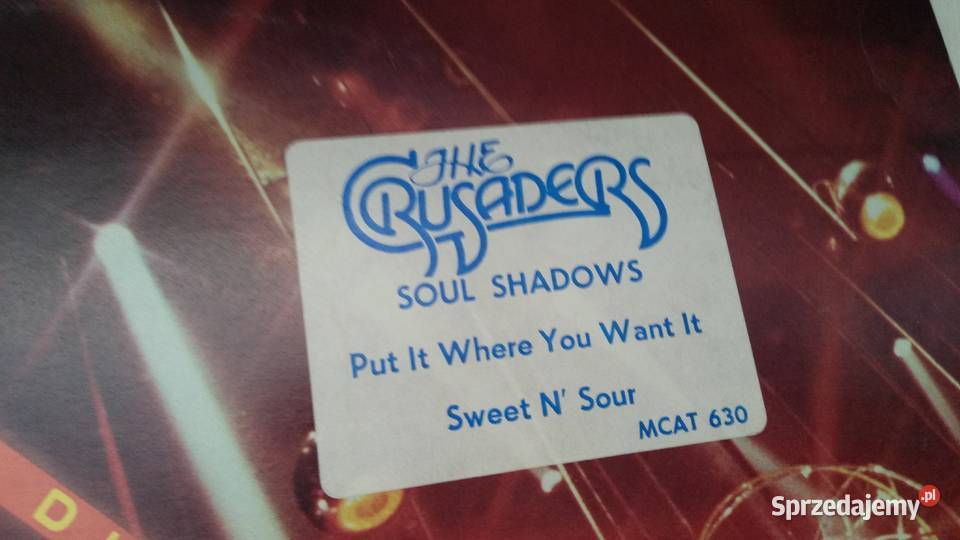 THE
CRUSADERS
SOUL SHADOWS
Put It Where You Want It
Sweet N' Sour
MCAT 630
D
Sprzedajemy.pl